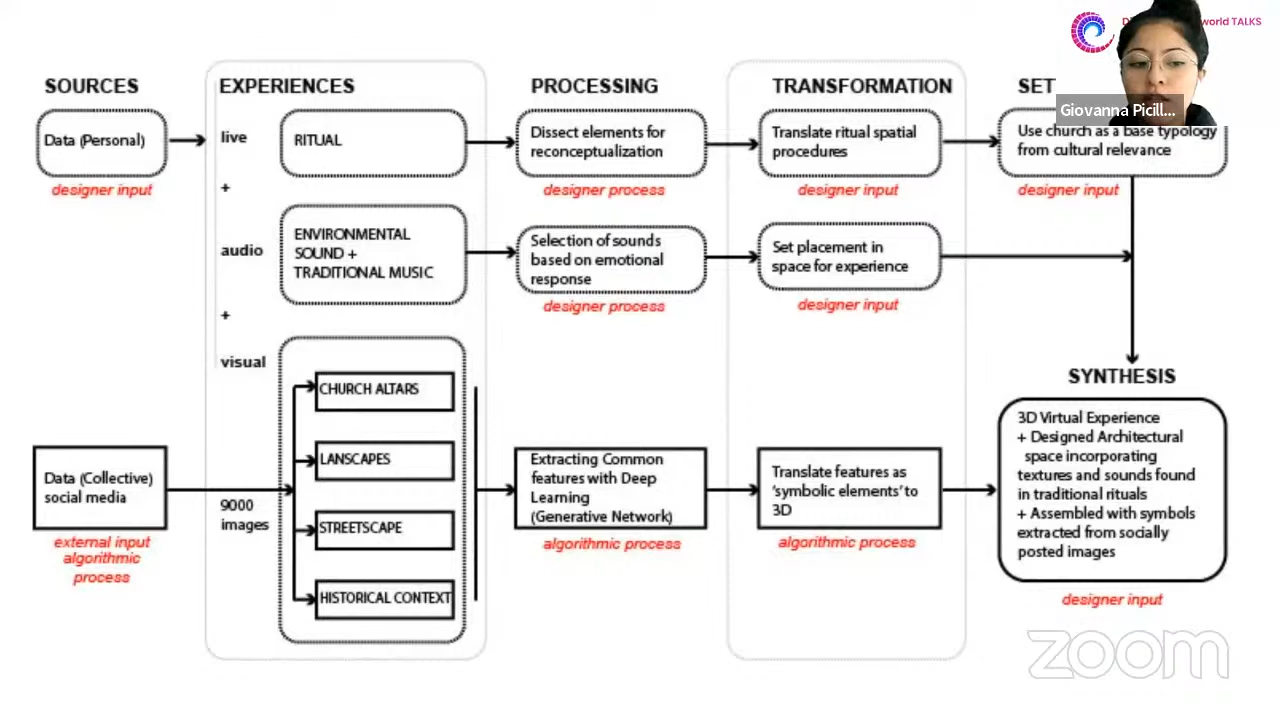 world TALKS
Giovanna Picill...
SOURCES
EXPERIENCES
PROCESSING
TRANSFORMATION
SET
Data (Personal)
designer input
live
+
audio
+
visual
RITUAL
Dissect elements for
reconceptualization
designer process
Translate ritual spatial
procedures
designer input
Use church as a base typology
from cultural relevance
designer input
ENVIRONMENTAL
SOUND +
TRADITIONAL MUSIC
Selection of sounds
based on emotional
response
designer process
Set placement in
space for experience
designer input
CHURCH ALTARS
LANSCAPES
STREETSCAPE
HISTORICAL CONTEXT
Data (Collective)
social media
external input
algorithmic
process
9000
images
Extracting Common
features with Deep
Learning
(Generative Network)
algorithmic process
Translate features as
‘symbolic elements’ to
3D
algorithmic process
SYNTHESIS
3D Virtual Experience
+ Designed Architectural
space incorporating
textures and sounds found
in traditional rituals
+ Assembled with symbols
extracted from socially
posted images
designer input
zoom